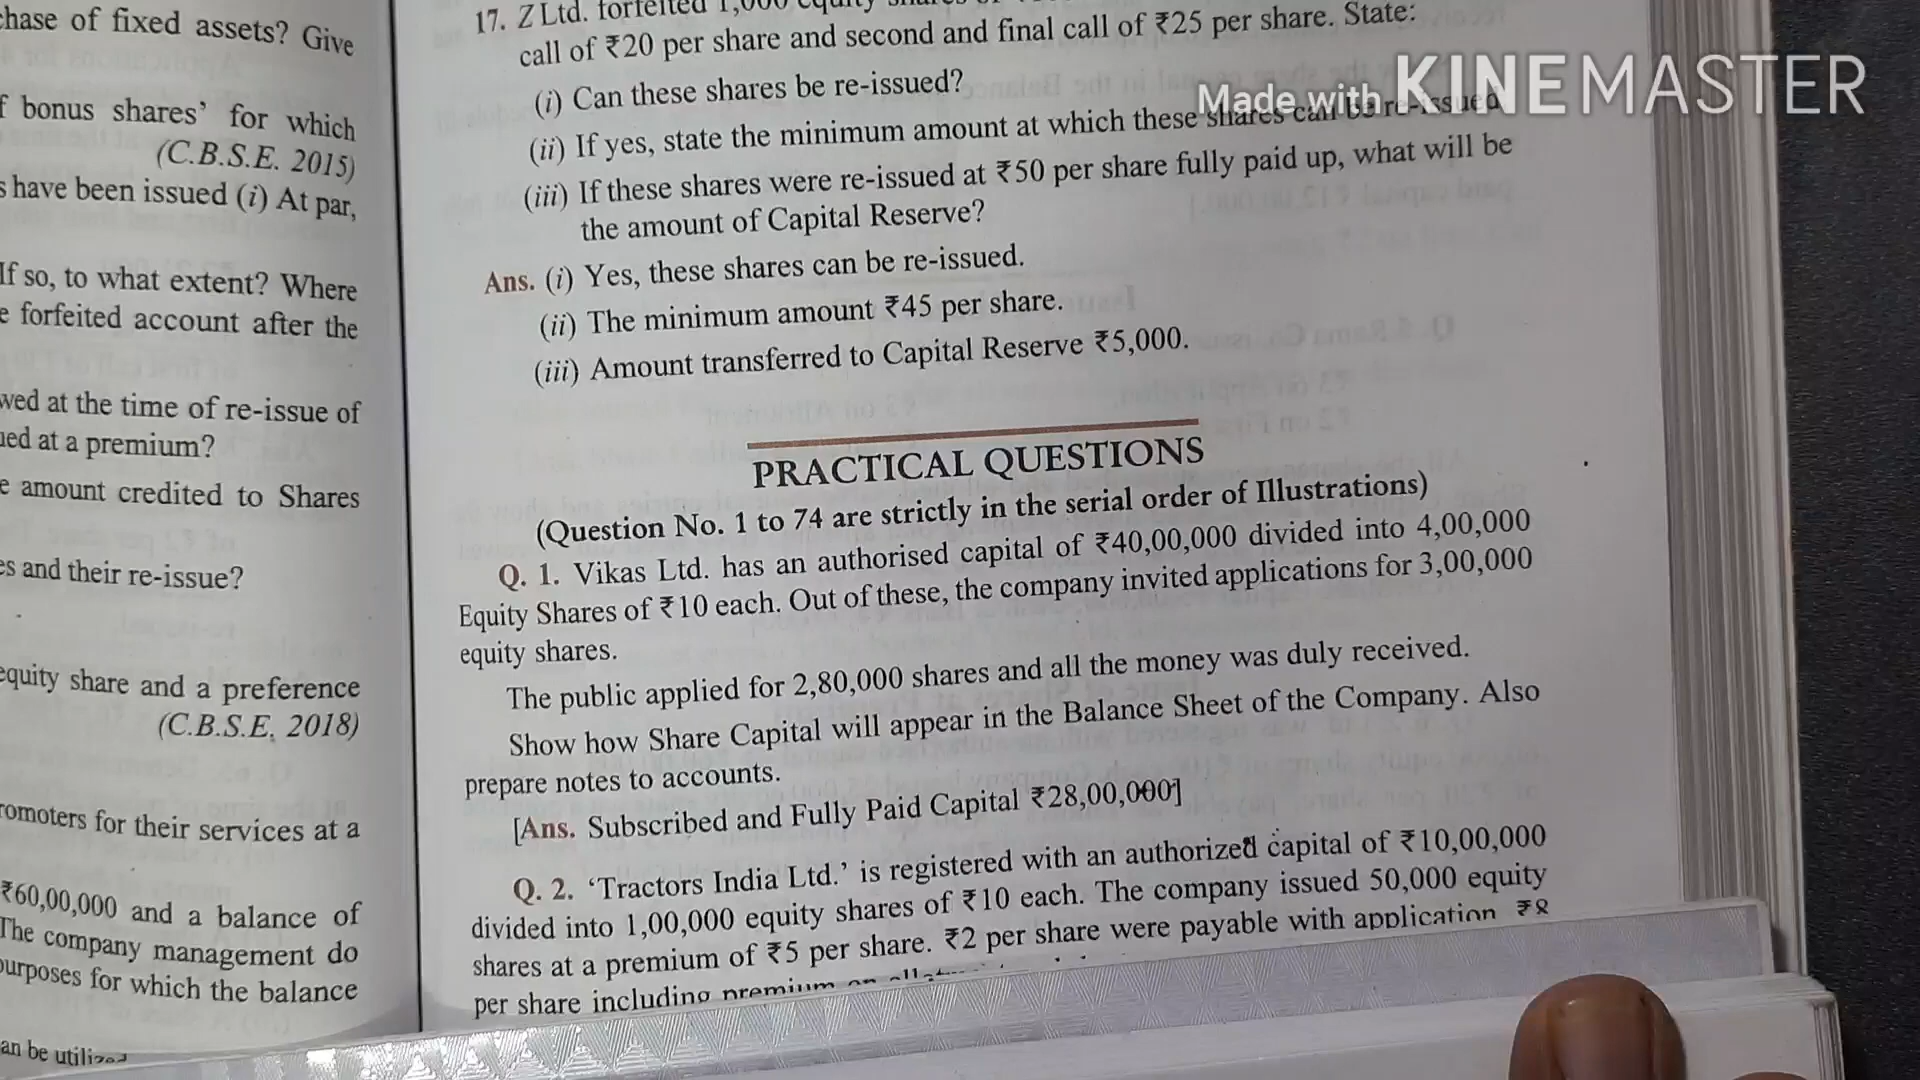 chase of fixed assets? Give
f bonus shares’ for which
(C.B.S.E. 2015)
s have been issued (i) At par,
If so, to what extent? Where
e forfeited account after the
wed at the time of re-issue of
ued at a premium?
e amount credited to Shares
es and their re-issue?
equity share and a preference
(C.B.S.E. 2018)
romoters for their services at a
₹60,00,000 and a balance of
The company management do
purposes for which the balance
an be utilized
17. Z Ltd. forfeited 1,000 equity shares of
call of ₹20 per share and second and final call of ₹25 per share. State:
(i) Can these shares be re-issued?
Made with KINEMASTER
(ii) If yes, state the minimum amount at which these shares can be re-issued
(iii) If these shares were re-issued at ₹50 per share fully paid up, what will be
the amount of Capital Reserve?
Ans. (i) Yes, these shares can be re-issued.
(ii) The minimum amount ₹45 per share.
(iii) Amount transferred to Capital Reserve ₹5,000.
PRACTICAL QUESTIONS
(Question No. 1 to 74 are strictly in the serial order of Illustrations)
Q. 1. Vikas Ltd. has an authorised capital of ₹40,00,000 divided into 4,00,000
Equity Shares of ₹10 each. Out of these, the company invited applications for 3,00,000
equity shares.
The public applied for 2,80,000 shares and all the money was duly received.
Show how Share Capital will appear in the Balance Sheet of the Company. Also
prepare notes to accounts.
[Ans. Subscribed and Fully Paid Capital ₹28,00,000]
Q. 2. ‘Tractors India Ltd.’ is registered with an authorized capital of ₹10,00,000
divided into 1,00,000 equity shares of ₹10 each. The company issued 50,000 equity
shares at a premium of ₹5 per share. ₹2 per share were payable with application ₹8
per share including premium on